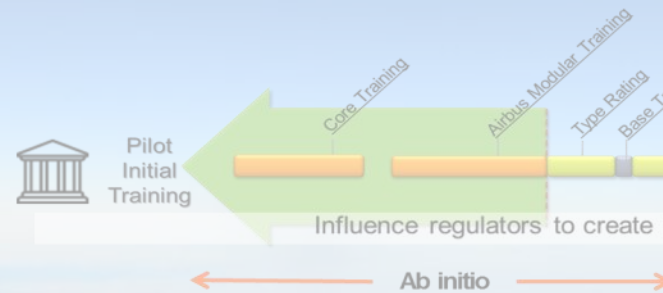 Core Training
Airbus Modular Training
Type Rating
Base
Pilot
Initial
Training
Influence regulators to create
Ab initio